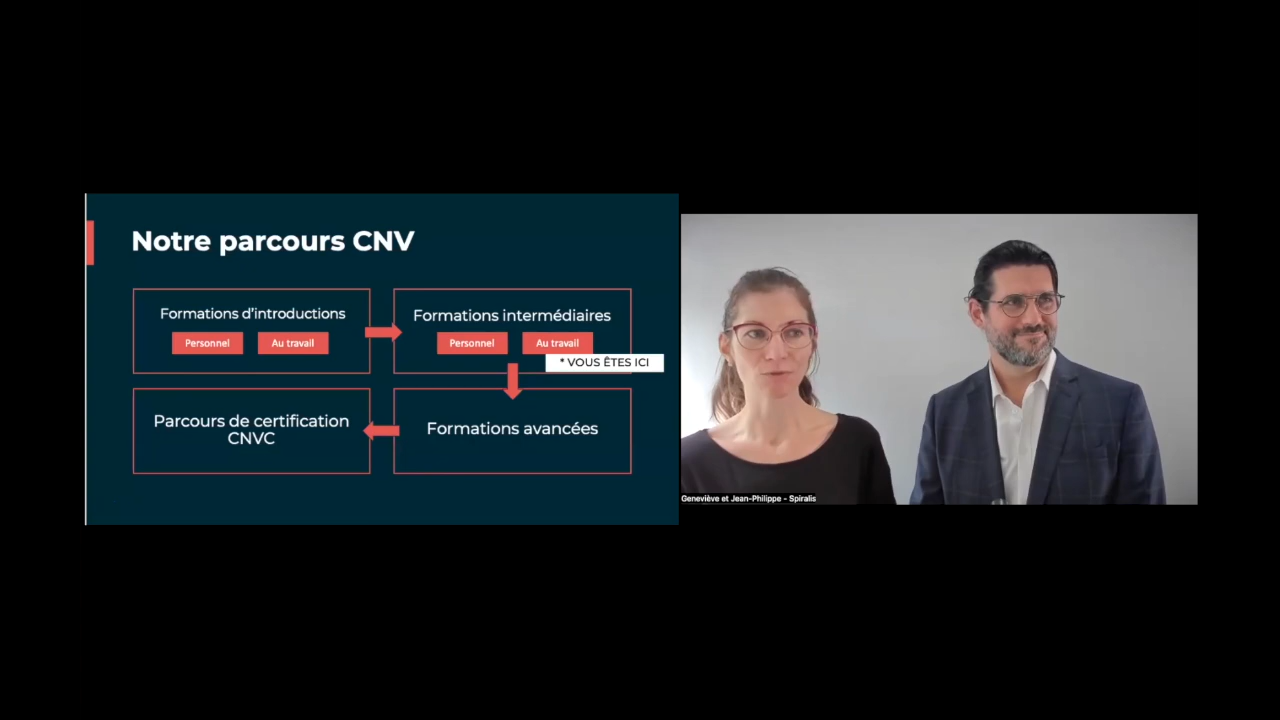 Notre parcours CNV
Formations d'introductions
Personnel
Au travail
Formations intermédiaires
Personnel
Au travail
* VOUS ÊTES ICI
Parcours de certification
CNVC
Formations avancées
Geneviève et Jean-Philippe - Spiralis